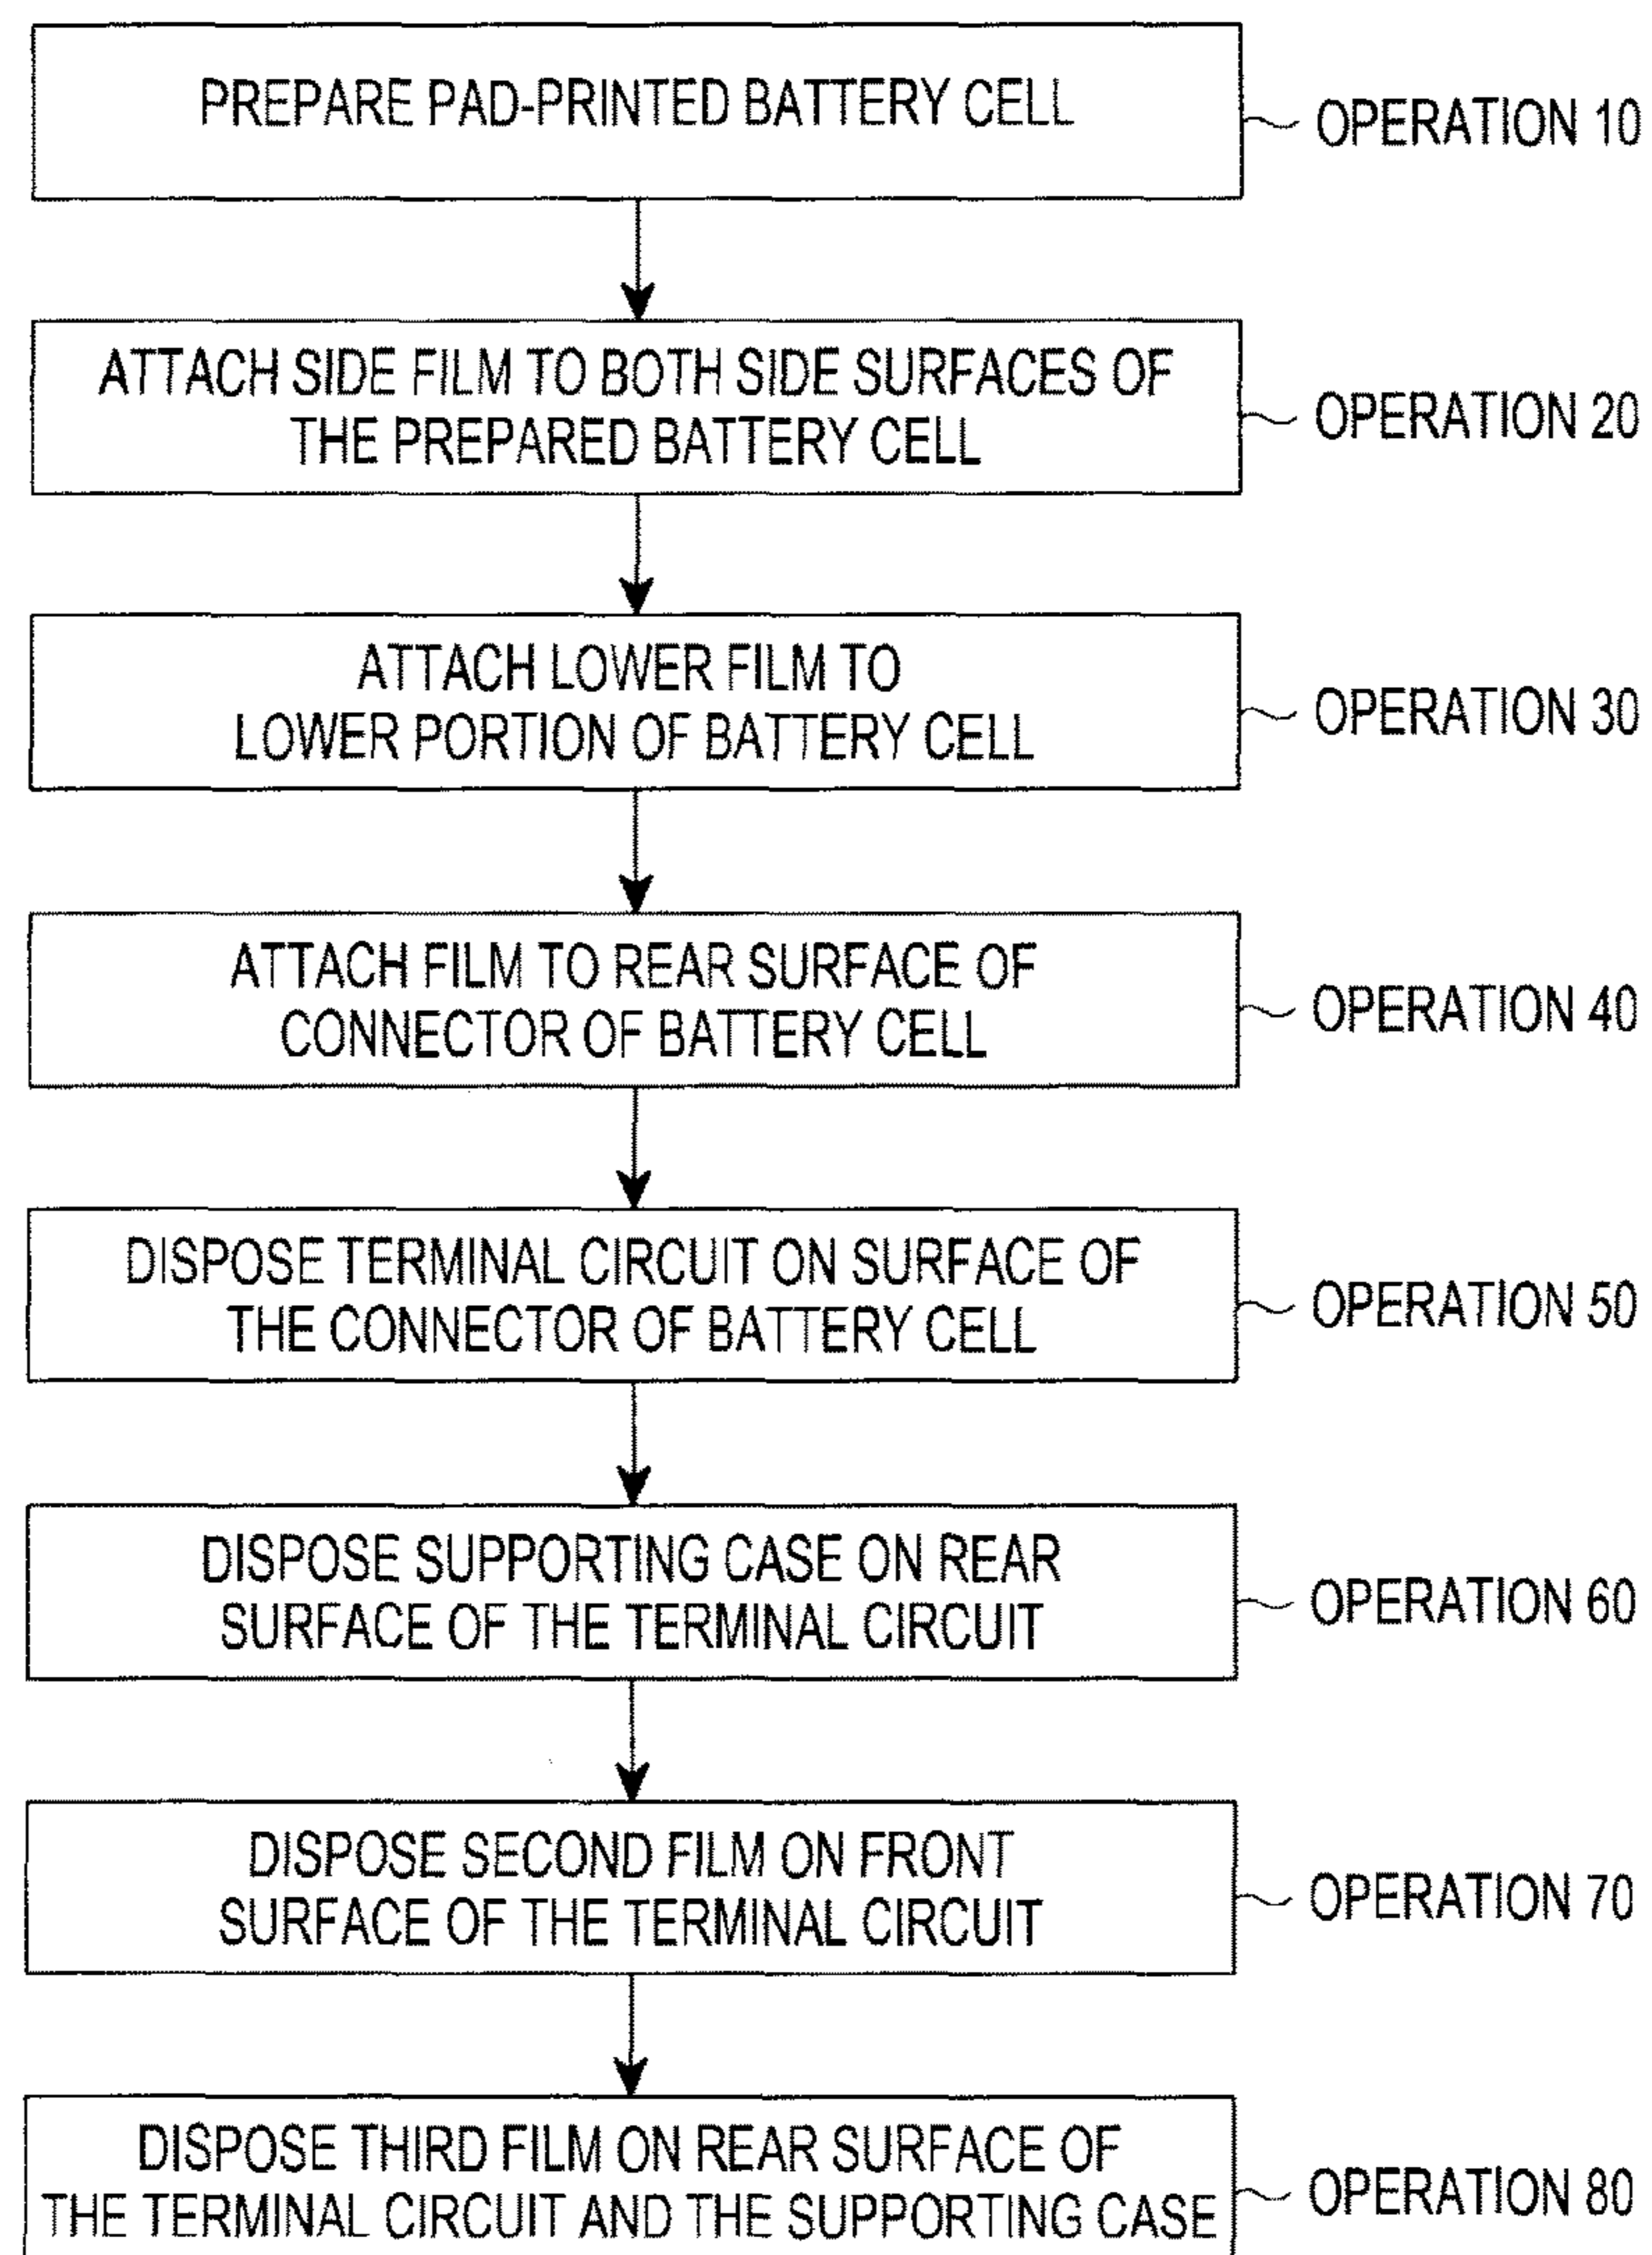 PREPARE PAD-PRINTED BATTERY CELL
OPERATION 10
ATTACH SIDE FILM TO BOTH SIDE SURFACES OF
THE PREPARED BATTERY CELL
OPERATION 20
ATTACH LOWER FILM TO
LOWER PORTION OF BATTERY CELL
OPERATION 30
ATTACH FILM TO REAR SURFACE OF
CONNECTOR OF BATTERY CELL
OPERATION 40
DISPOSE TERMINAL CIRCUIT ON SURFACE OF
THE CONNECTOR OF BATTERY CELL
OPERATION 50
DISPOSE SUPPORTING CASE ON REAR
SURFACE OF THE TERMINAL CIRCUIT
OPERATION 60
DISPOSE SECOND FILM ON FRONT
SURFACE OF THE TERMINAL CIRCUIT
OPERATION 70
DISPOSE THIRD FILM ON REAR SURFACE OF
THE TERMINAL CIRCUIT AND THE SUPPORTING CASE
OPERATION 80